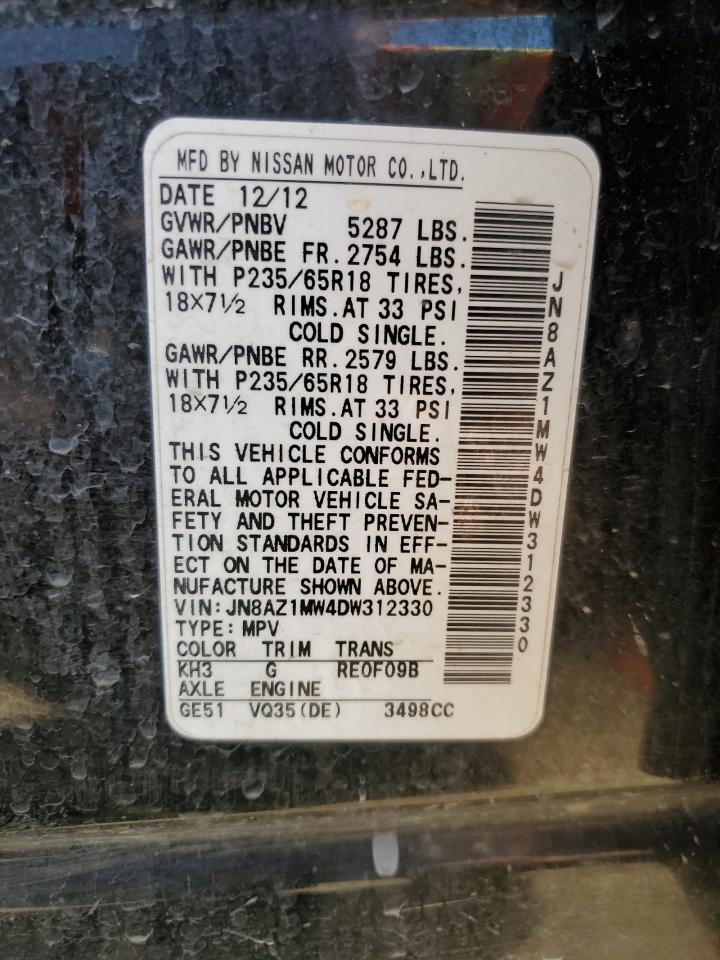 MFD BY NISSAN MOTOR CO.,LTD.
DATE 12/12
GVWR/PNBV 5287 LBS.
GAWR/PNBE FR. 2754 LBS.
WITH P235/65R18 TIRES,
18X7½ RIMS.AT 33 PSI
COLD SINGLE.
GAWR/PNBE RR. 2579 LBS.
WITH P235/65R18 TIRES,
18X7½ RIMS.AT 33 PSI
COLD SINGLE.
THIS VEHICLE CONFORMS
TO ALL APPLICABLE FED-
ERAL MOTOR VEHICLE SA-
FETY AND THEFT PREVEN-
TION STANDARDS IN EFF-
ECT ON THE DATE OF MA-
NUFACTURE SHOWN ABOVE.
VIN:JN8AZ1MW4DW312330
TYPE:MPV
COLOR TRIM TRANS
KH3 G RE0F09B
AXLE ENGINE
GE51 VQ35(DE) 3498CC
JN8AZ1MW4DW312330